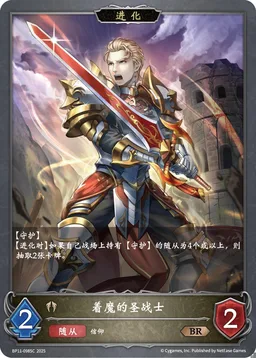 进化
【守护】
【进化时】如果自己战场上持有【守护】的随从为4个或以上，则
抽取2张卡牌。
着魔的圣战士
2
随从 信仰
BR
2
BP11-098SC 2025
© Cygames, Inc. Published by NetEase Games